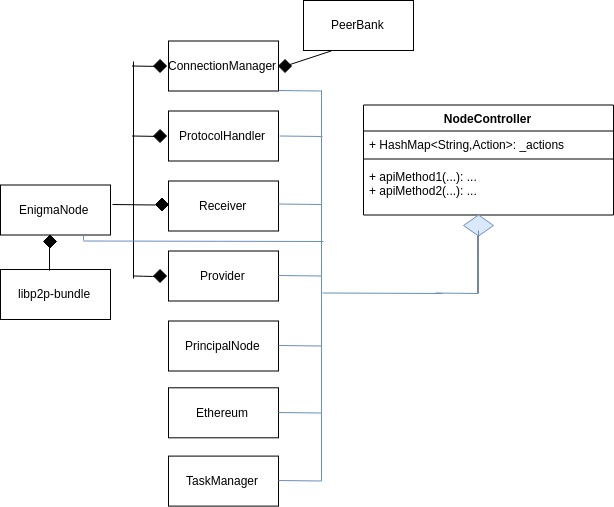 PeerBank
ConnectionManager
NodeController
+ HashMap<String,Action>: _actions
ProtocolHandler
+ apiMethod1(...): ...
+ apiMethod2(...): ...
EnigmaNode
Receiver
Provider
libp2p-bundle
PrincipalNode
Ethereum
TaskManager